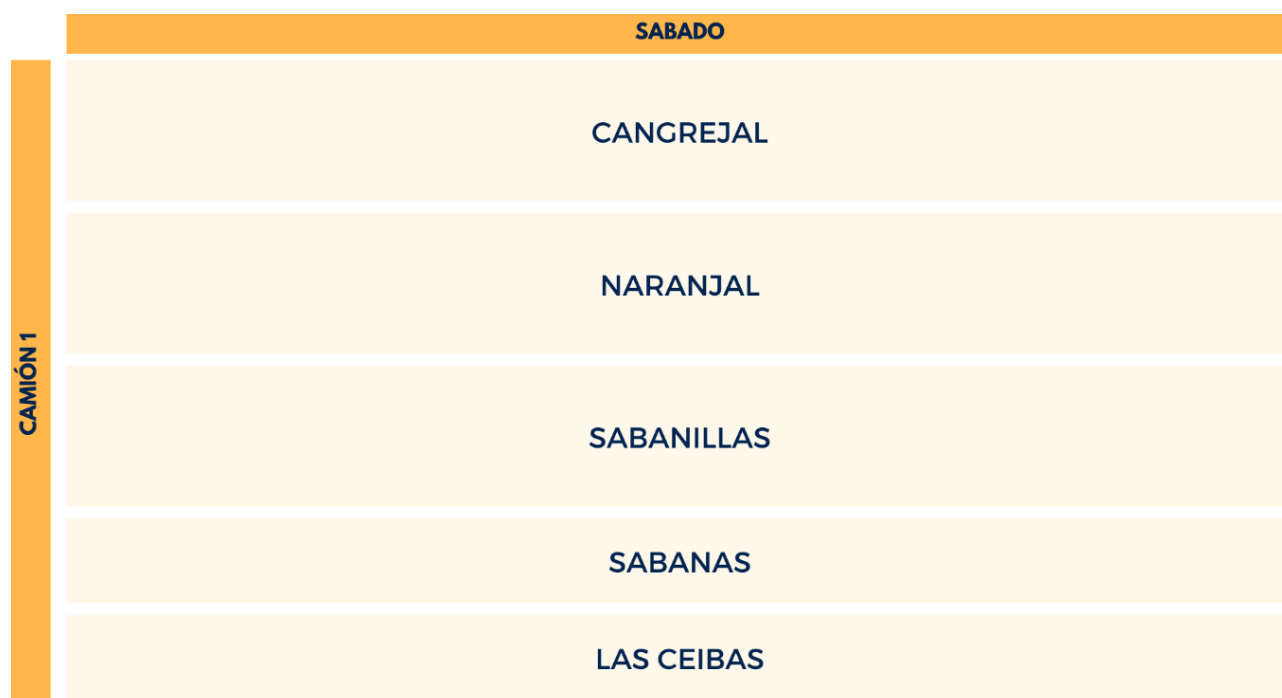 SABADO
CAMIÓN 1
CANGREJAL
NARANJAL
SABANILLAS
SABANAS
LAS CEIBAS